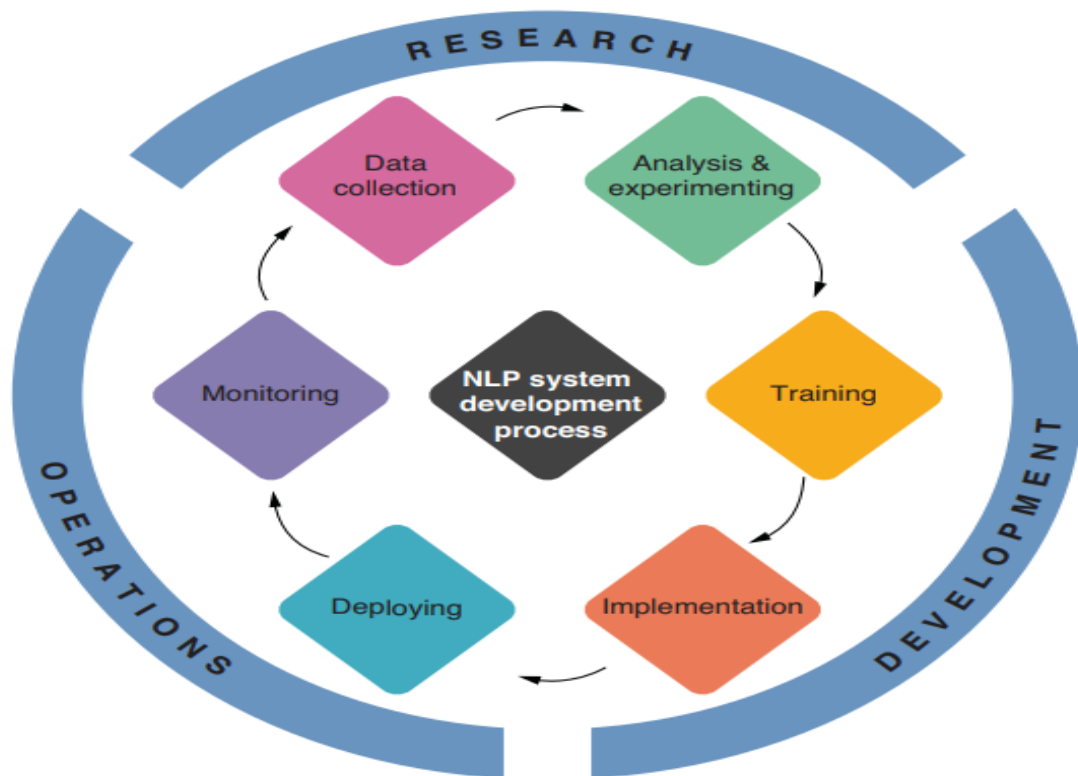 RESEARCH
Data
collection
Analysis &
experimenting
Monitoring
NLP system
development
process
Training
OPERATIONS
DEVELOPMENT
Deploying
Implementation